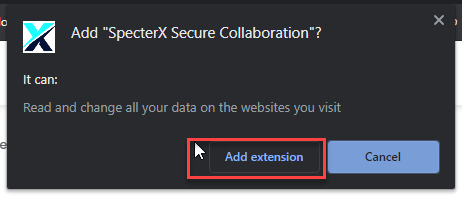 Add "SpecterX Secure Collaboration"?
It can:
Read and change all your data on the websites you visit
Add extension
Cancel